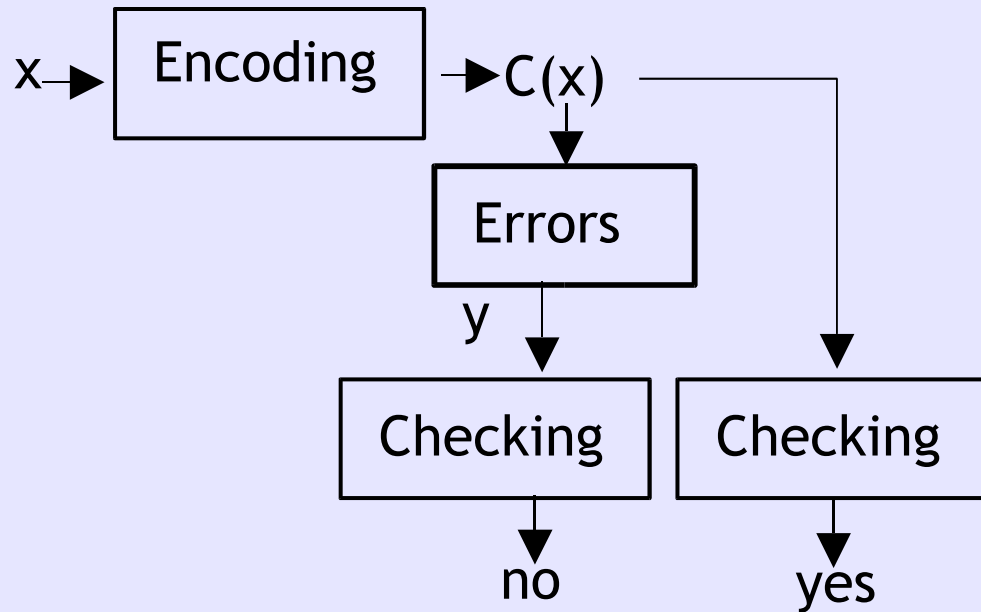 x
Encoding
C(x)
Errors
y
Checking
Checking
no
yes